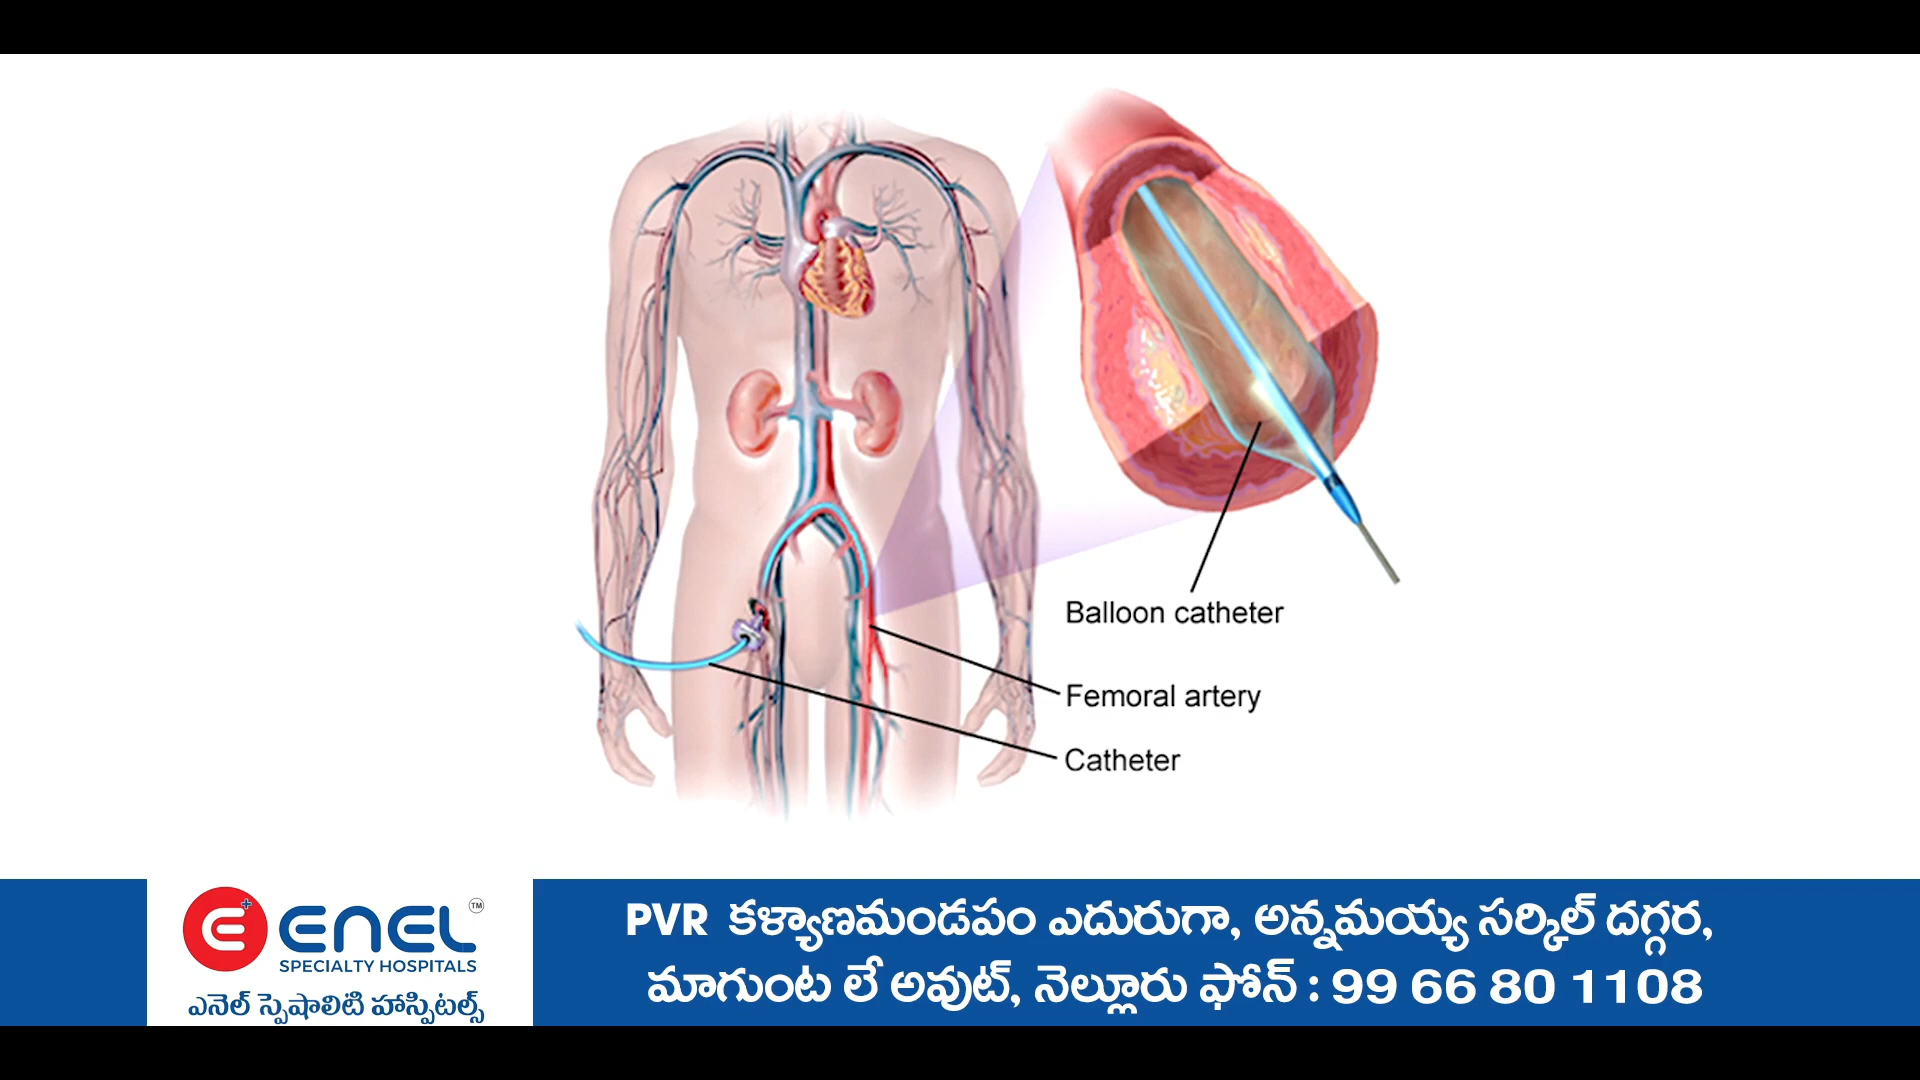 Balloon catheter
Femoral artery
Catheter
ENEL
TM
SPECIALTY HOSPITALS
ఎనెల్ స్పెషాలిటి హాస్పిటల్స్
PVR కళ్యాణమండపం ఎదురుగా, అన్నమయ్య సర్కిల్ దగ్గర,
మాగుంట లే అవుట్, నెల్లూరు ఫోన్ : 99 66 80 1108